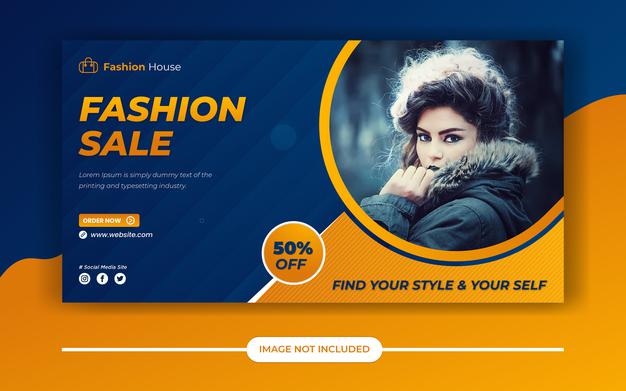 Fashion House
FASHION
SALE
Lorem Ipsum is simply dummy text of the
printing and typesetting industry.
ORDER NOW
www.website.com
# Social Media Site
50%
OFF
FIND YOUR STYLE & YOUR SELF
IMAGE NOT INCLUDED